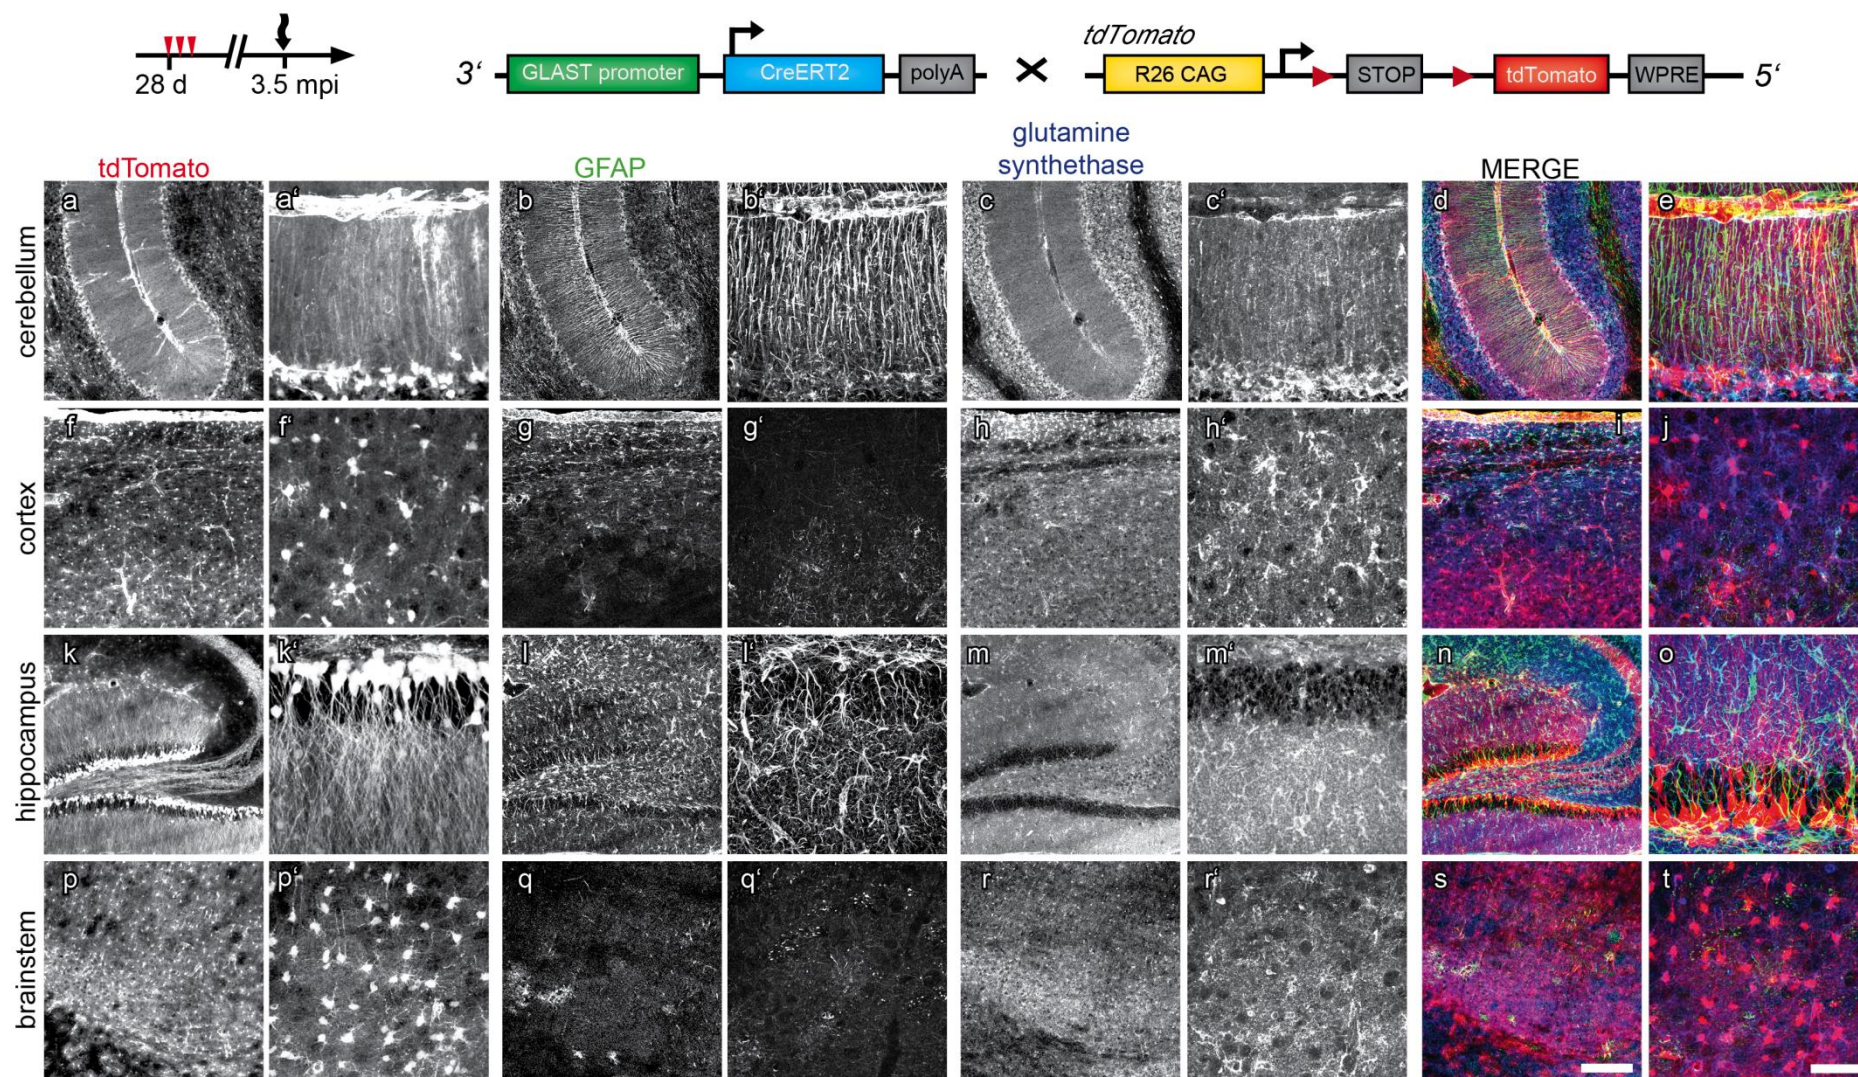 28 d
3.5 mpi
3‘
GLAST promoter
CreERT2
polyA
tdTomato
R26 CAG
STOP
tdTomato
WPRE
5‘
tdTomato
GFAP
glutamine
synthethase
MERGE
cerebellum
a
a‘
b
b‘
c
c‘
d
e
cortex
f
f‘
g
g‘
h
h‘
i
j
hippocampus
k
k‘
l
l‘
m
m‘
n
o
brainstem
p
p‘
q
q‘
r
r‘
s
t